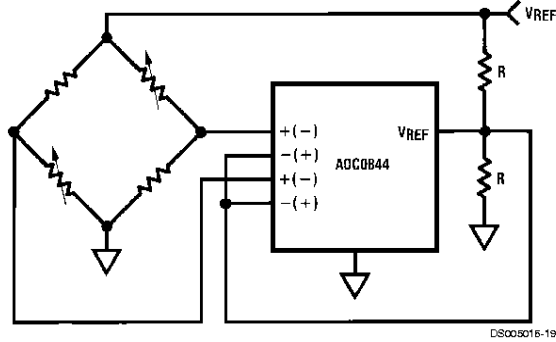 VREF
R
+(−)
−(+)
+(−)
−(+)
VREF
ADC0844
R
DS005016-19